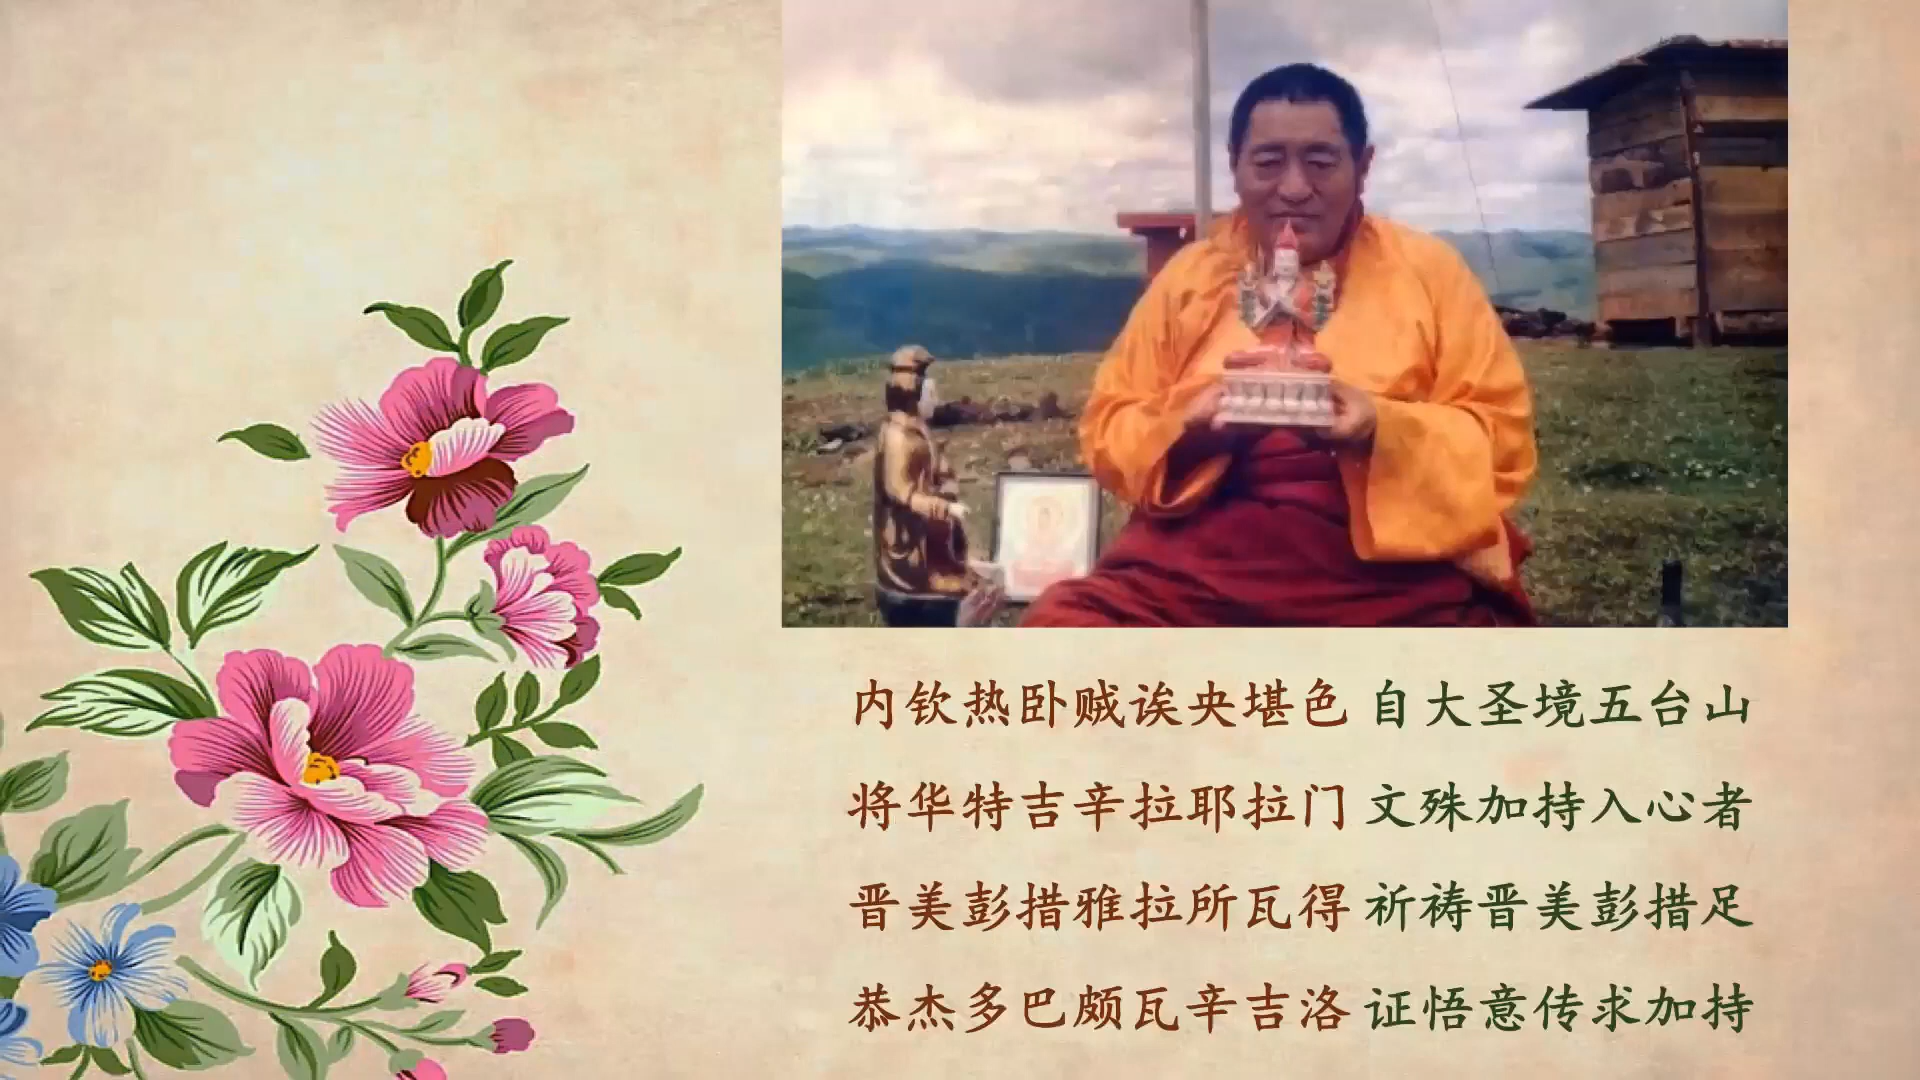 内钦热卧贼诶央堪色 自大圣境五台山
将华特吉辛拉耶拉门 文殊加持入心者
晋美彭措雅拉所瓦得 祈祷晋美彭措足
恭杰多巴颇瓦辛吉洛 证悟意传求加持